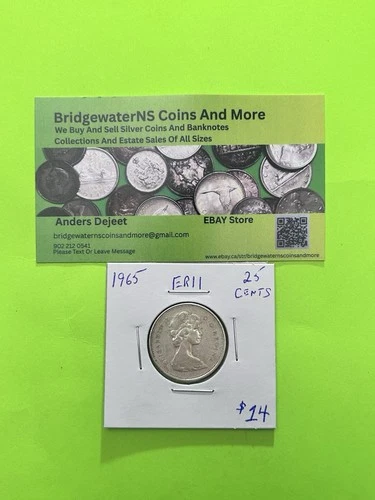 BridgewaterNS Coins And More
We Buy And Sell Silver Coins And Banknotes
Collections And Estate Sales Of All Sizes
Anders Dejeet
EBAY Store
bridgewaternscoinsandmore@gmail.com
902 212 0541
Please Text Or Leave Message
www.ebay.ca/str/bridgewaternscoinsandmore
1965
ER11
25
CENTS
$14